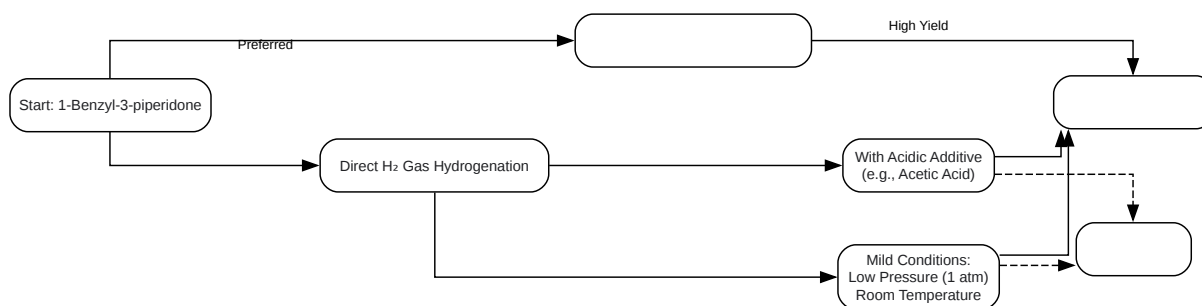 High Yield
Preferred
Start: 1-Benzyl-3-piperidone
Direct H₂ Gas Hydrogenation
With Acidic Additive
(e.g., Acetic Acid)
Mild Conditions:
Low Pressure (1 atm)
Room Temperature